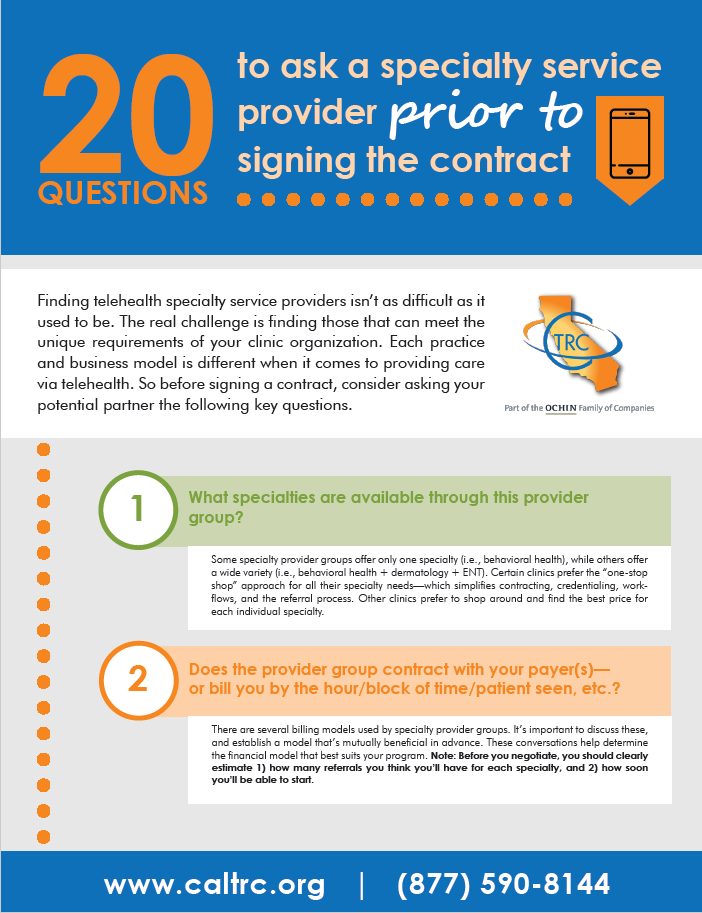 20
QUESTIONS
to ask a specialty service
provider prior to
signing the contract
Finding telehealth specialty service providers isn't as difficult as it
used to be. The real challenge is finding those that can meet the
unique requirements of your clinic organization. Each practice
and business model is different when it comes to providing care
via telehealth. So before signing a contract, consider asking your
potential partner the following key questions.
TRC
Part of the OCHIN Family of Companies
1
What specialties are available through this provider
group?
Some specialty provider groups offer only one specialty (i.e., behavioral health), while others offer
a wide variety (i.e., behavioral health + dermatology + ENT). Certain clinics prefer the "one-stop
shop" approach for all their specialty needs—which simplifies contracting, credentialing, work-
flows, and the referral process. Other clinics prefer to shop around and find the best price for
each individual specialty.
2
Does the provider group contract with your payer(s)—
or bill you by the hour/block of time/patient seen, etc.?
There are several billing models used by specialty provider groups. It's important to discuss these,
and establish a model that's mutually beneficial in advance. These conversations help determine
the financial model that best suits your program. Note: Before you negotiate, you should clearly
estimate 1) how many referrals you think you'll have for each specialty, and 2) how soon
you'll be able to start.
www.caltrc.org | (877) 590-8144